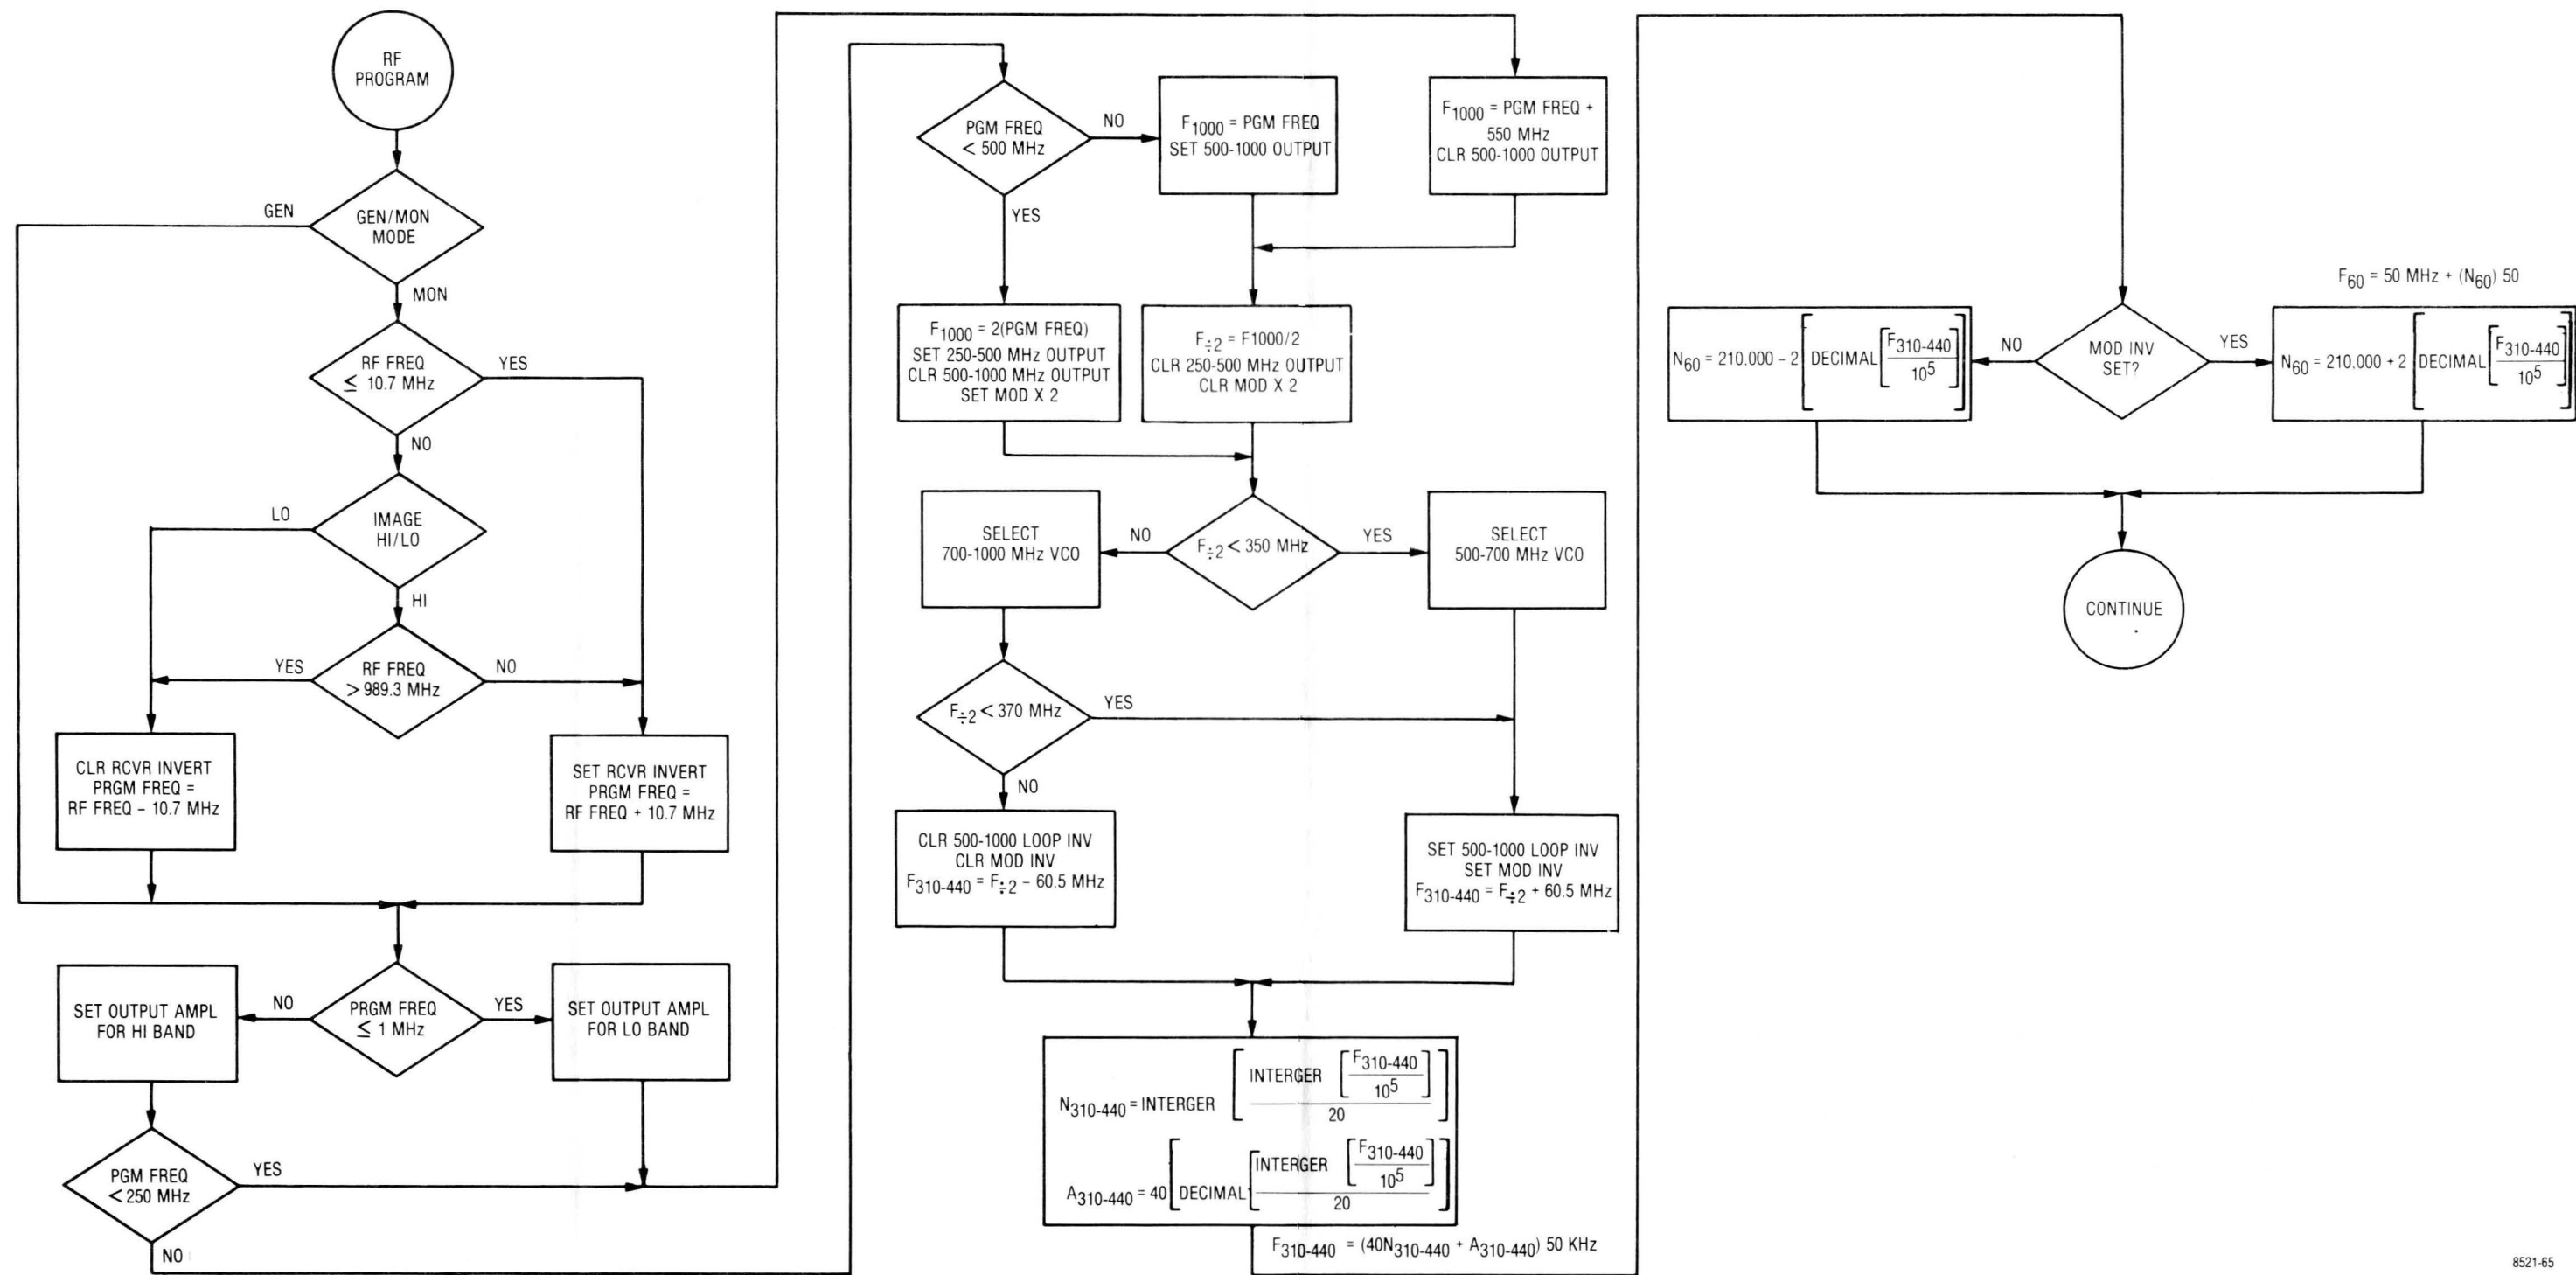 RF
PROGRAM
GEN/MON
MODE
GEN
MON
RF FREQ
≤ 10.7 MHz
YES
NO
IMAGE
HI/LO
LO
HI
RF FREQ
> 989.3 MHz
YES
NO
CLR RCVR INVERT
PRGM FREQ =
RF FREQ − 10.7 MHz
SET RCVR INVERT
PRGM FREQ =
RF FREQ + 10.7 MHz
PRGM FREQ
≤ 1 MHz
NO
YES
SET OUTPUT AMPL
FOR HI BAND
SET OUTPUT AMPL
FOR LO BAND
PGM FREQ
< 250 MHz
YES
NO
PGM FREQ
< 500 MHz
NO
YES
F1000 = PGM FREQ
SET 500-1000 OUTPUT
F1000 = PGM FREQ +
550 MHz
CLR 500-1000 OUTPUT
F1000 = 2(PGM FREQ)
SET 250-500 MHz OUTPUT
CLR 500-1000 MHz OUTPUT
SET MOD X 2
F÷2 = F1000/2
CLR 250-500 MHz OUTPUT
CLR MOD X 2
F÷2 < 350 MHz
NO
YES
SELECT
700-1000 MHz VCO
SELECT
500-700 MHz VCO
F÷2 < 370 MHz
YES
NO
CLR 500-1000 LOOP INV
CLR MOD INV
F310-440 = F÷2 − 60.5 MHz
SET 500-1000 LOOP INV
SET MOD INV
F310-440 = F÷2 + 60.5 MHz
N310-440 = INTERGER [ INTERGER [ F310-440 / 10^5 ] / 20 ]
A310-440 = 40 [ DECIMAL [ INTERGER [ F310-440 / 10^5 ] / 20 ] ]
F310-440 = (40N310-440 + A310-440) 50 KHz
MOD INV
SET?
NO
YES
N60 = 210.000 − 2 [ DECIMAL [ F310-440 / 10^5 ] ]
F60 = 50 MHz + (N60) 50
N60 = 210.000 + 2 [ DECIMAL [ F310-440 / 10^5 ] ]
CONTINUE
8521-65